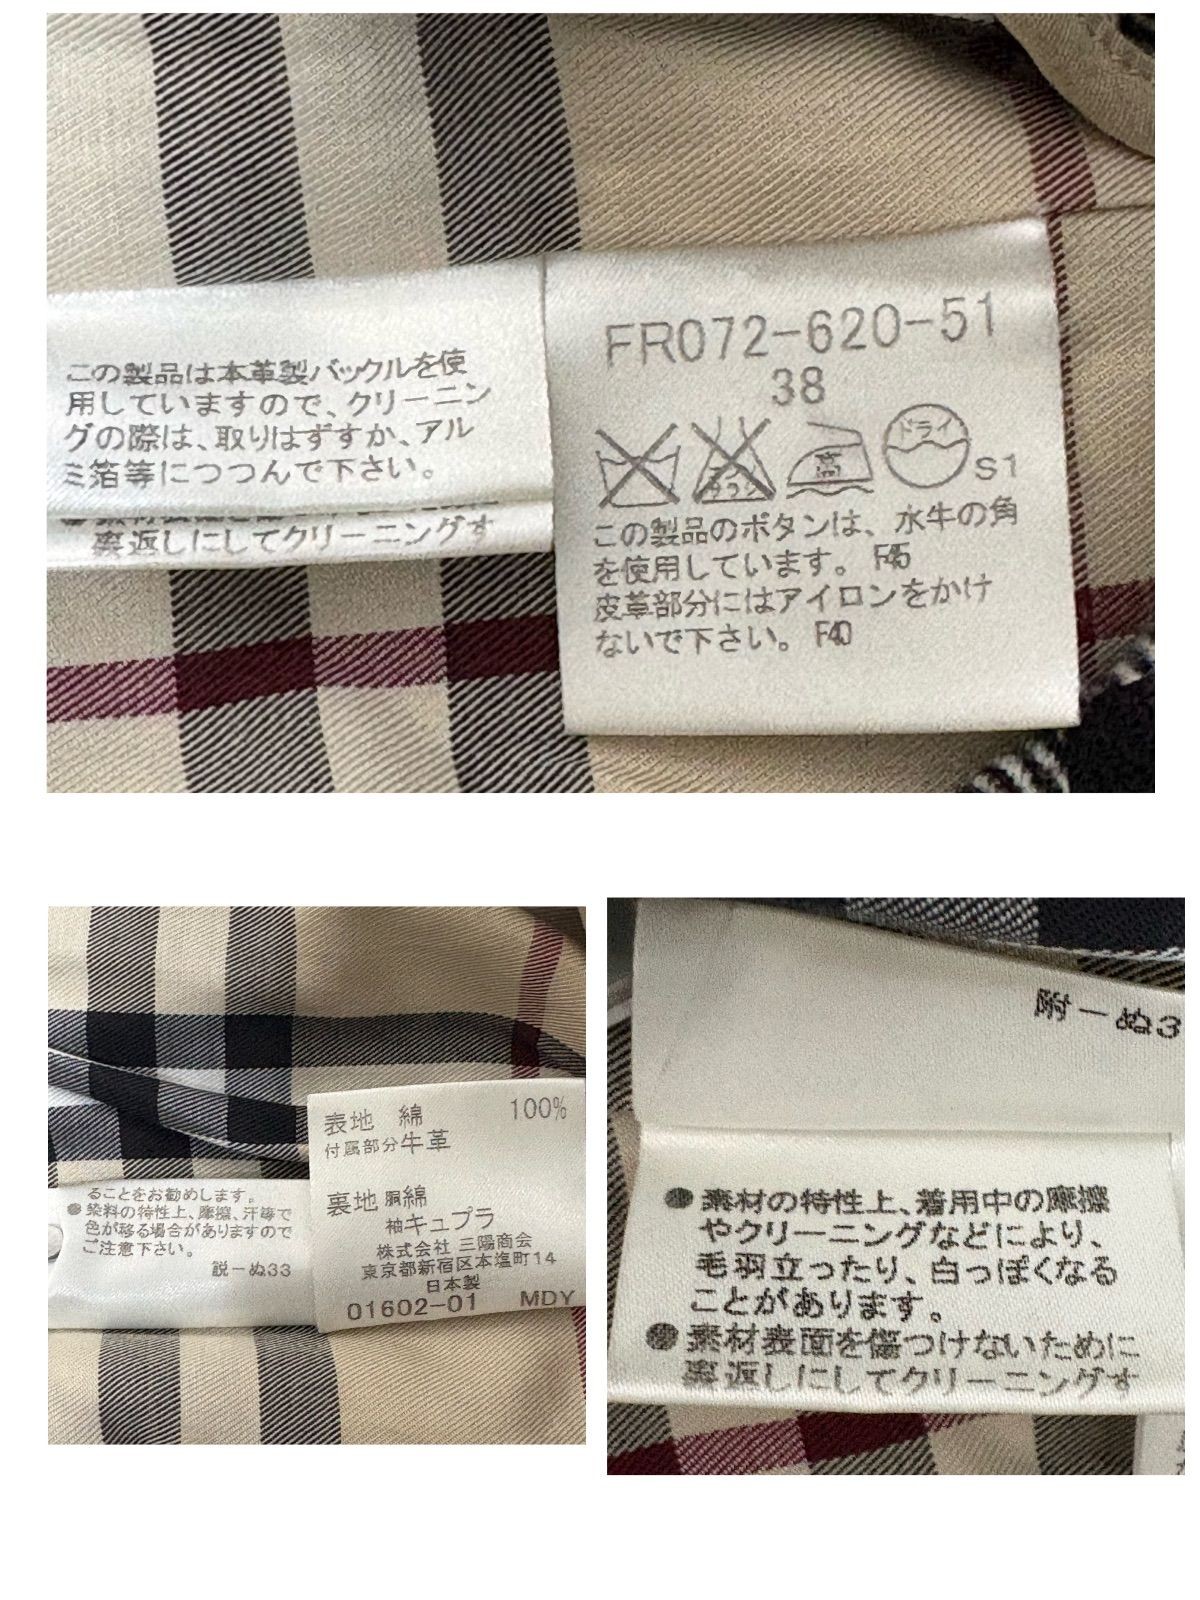 この製品は本革製バックルを使
用していますので、クリーニン
グの際は、取りはずすか、アル
ミ箔等につつんで下さい。
裏返しにしてクリーニングす
FR072-620-51
38
高
ドライ
S1
この製品のボタンは、水牛の角
を使用しています。 F45
皮革部分にはアイロンをかけ
ないで下さい。 F40
ることをお勧めします。
●染料の特性上、摩擦、汗等で
色が移る場合がありますので
ご注意下さい。
説ーぬ33
表地 綿 100%
付属部分牛革
裏地 胴綿
袖キュプラ
株式会社 三陽商会
東京都新宿区本塩町14
日本製
01602-01 MDY
附ーぬ3
●素材の特性上、着用中の摩擦
やクリーニングなどにより、
毛羽立ったり、白っぽくなる
ことがあります。
●素材表面を傷つけないために
裏返しにしてクリーニングす